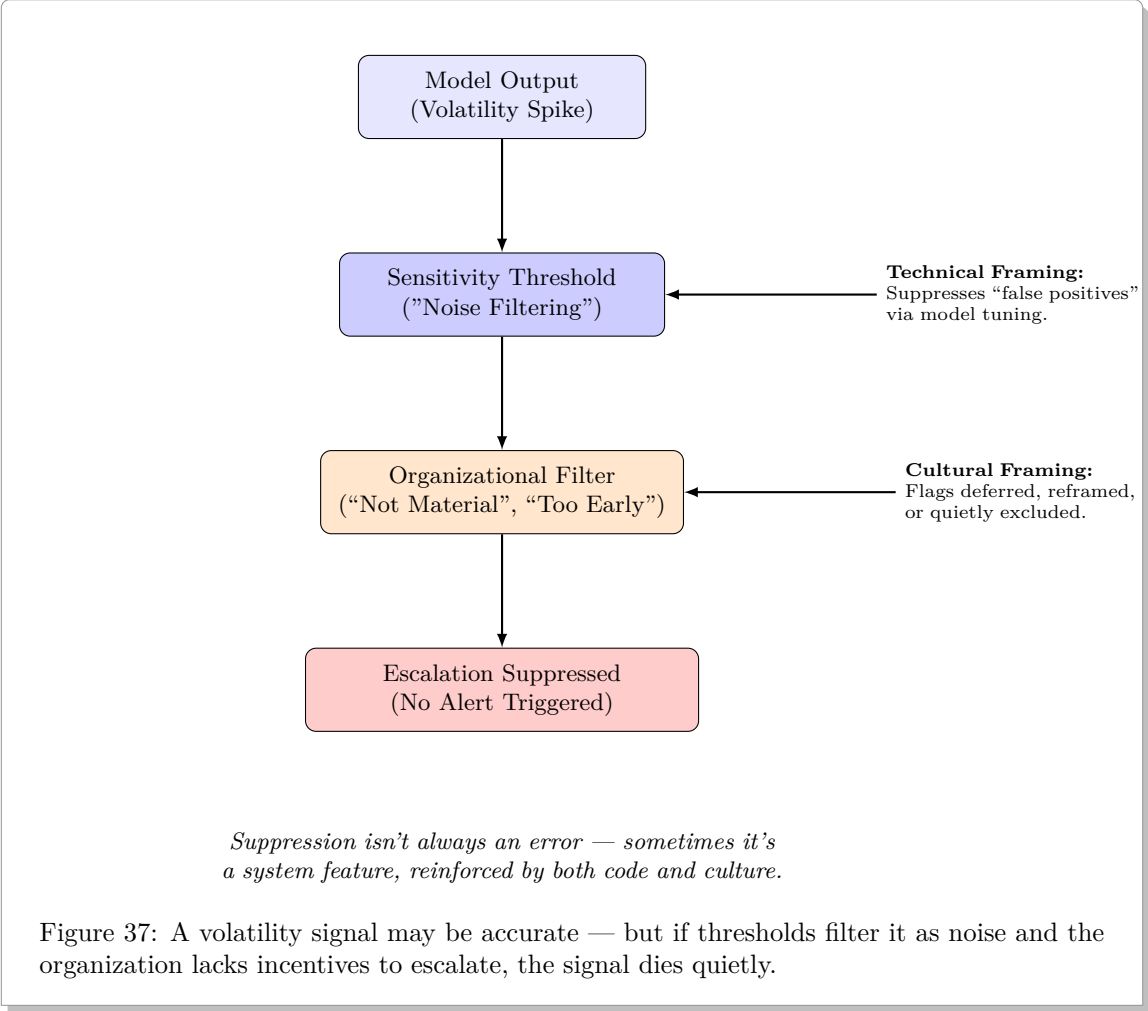 Model Output
(Volatility Spike)
Sensitivity Threshold
(”Noise Filtering”)
Technical Framing:
Suppresses “false positives”
via model tuning.
Organizational Filter
(“Not Material”, “Too Early”)
Cultural Framing:
Flags deferred, reframed,
or quietly excluded.
Escalation Suppressed
(No Alert Triggered)
Suppression isn’t always an error — sometimes it’s
a system feature, reinforced by both code and culture.
Figure 37: A volatility signal may be accurate — but if thresholds filter it as noise and the
organization lacks incentives to escalate, the signal dies quietly.